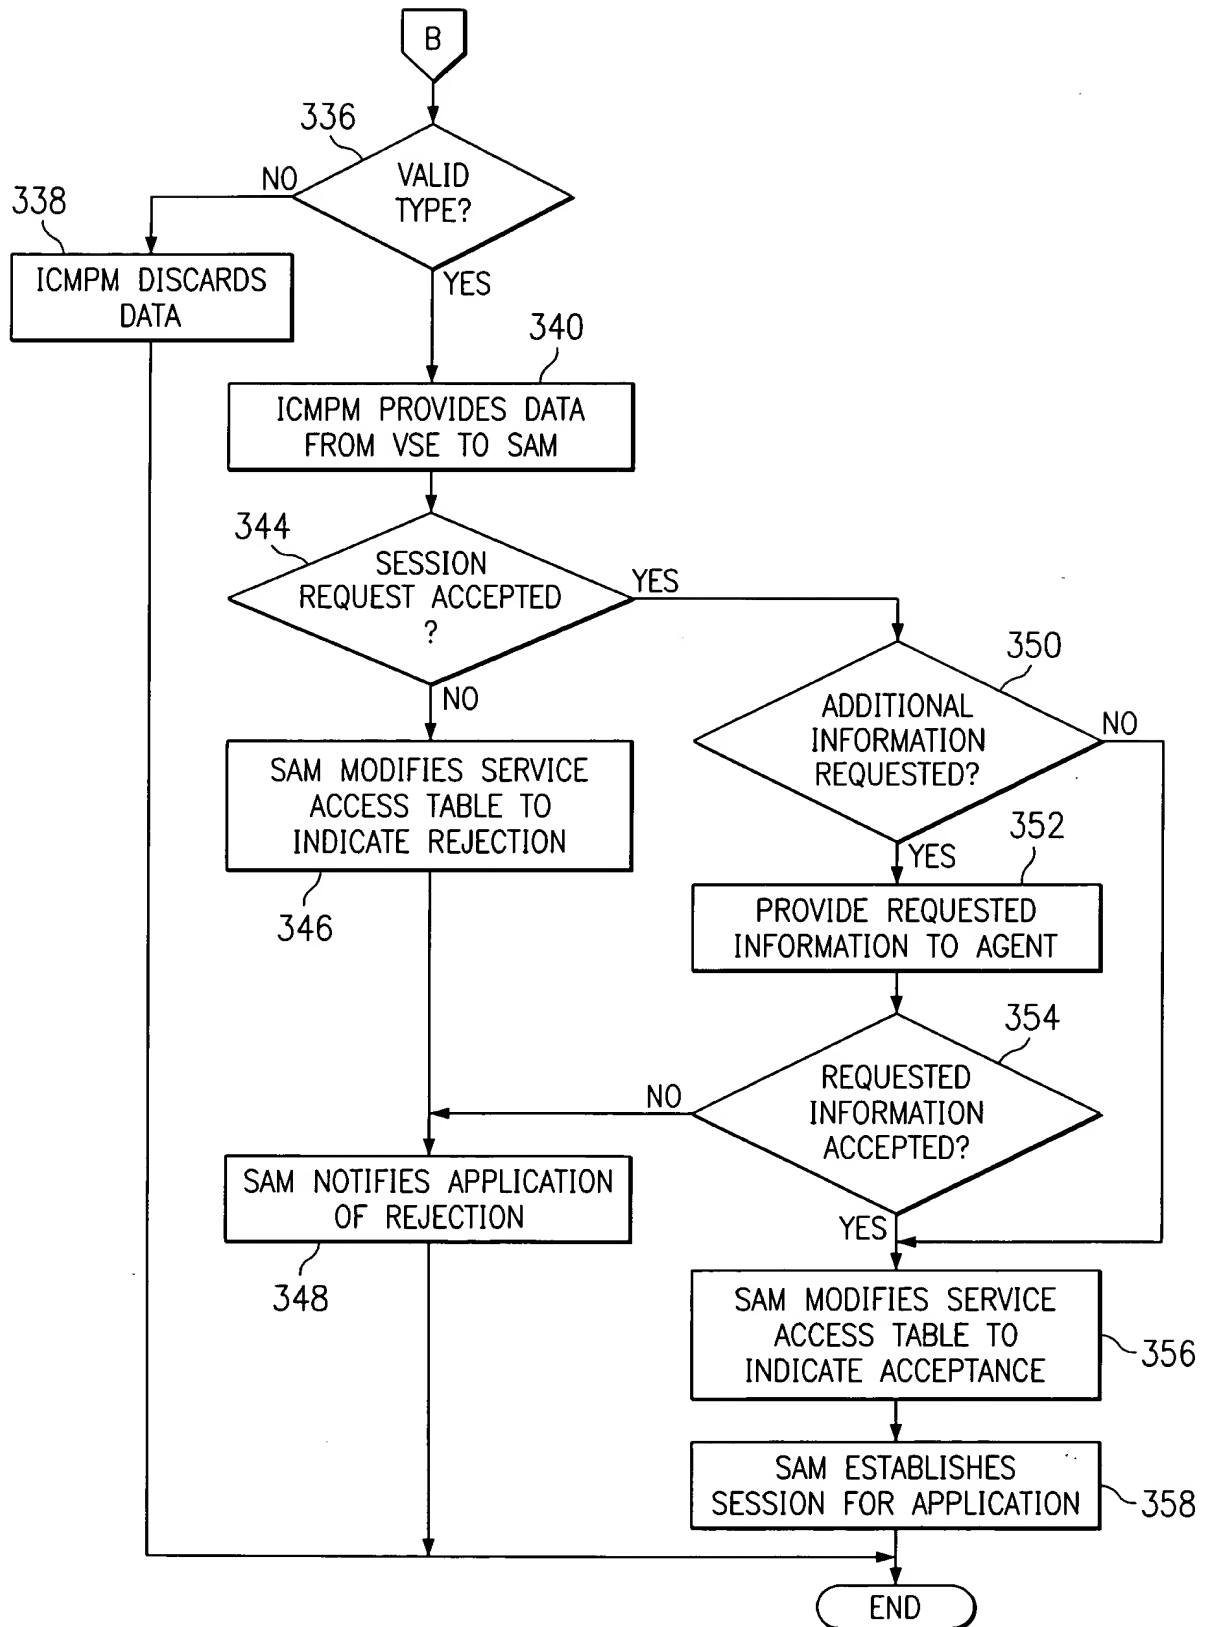 B
336
VALID
TYPE?
NO
YES
338
ICMPM DISCARDS
DATA
340
ICMPM PROVIDES DATA
FROM VSE TO SAM
344
SESSION
REQUEST ACCEPTED
?
YES
NO
350
ADDITIONAL
INFORMATION
REQUESTED?
NO
YES
SAM MODIFIES SERVICE
ACCESS TABLE TO
INDICATE REJECTION
346
352
PROVIDE REQUESTED
INFORMATION TO AGENT
354
REQUESTED
INFORMATION
ACCEPTED?
NO
YES
SAM NOTIFIES APPLICATION
OF REJECTION
348
SAM MODIFIES SERVICE
ACCESS TABLE TO
INDICATE ACCEPTANCE
356
SAM ESTABLISHES
SESSION FOR APPLICATION
358
END